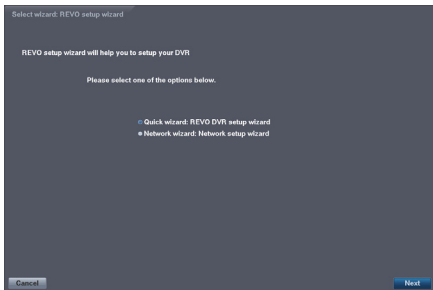 Select wizard: REVO setup wizard
REVO setup wizard will help you to setup your DVR
Please select one of the options below.
Quick wizard: REVO DVR setup wizard
Network wizard: Network setup wizard
Cancel
Next